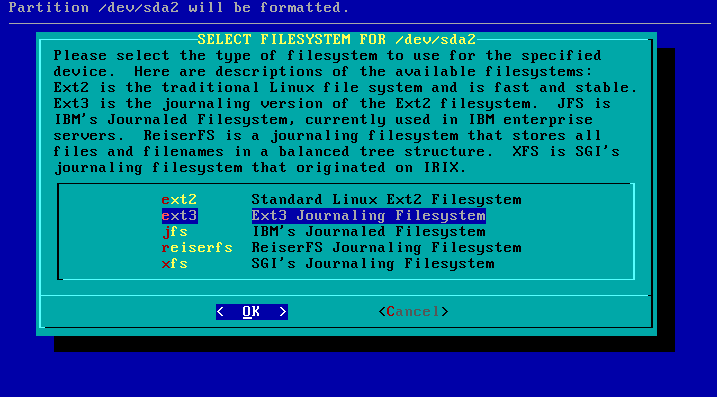 Partition /dev/sda2 will be formatted.
SELECT FILESYSTEM FOR /dev/sda2
Please select the type of filesystem to use for the specified
device.  Here are descriptions of the available filesystems:
Ext2 is the traditional Linux file system and is fast and stable.
Ext3 is the journaling version of the Ext2 filesystem.  JFS is
IBM's Journaled Filesystem, currently used in IBM enterprise
servers.  ReiserFS is a journaling filesystem that stores all
files and filenames in a balanced tree structure.  XFS is SGI's
journaling filesystem that originated on IRIX.
ext2 Standard Linux Ext2 Filesystem
ext3 Ext3 Journaling Filesystem
jfs IBM's Journaled Filesystem
reiserfs ReiserFS Journaling Filesystem
xfs SGI's Journaling Filesystem
<  OK  > <Cancel>